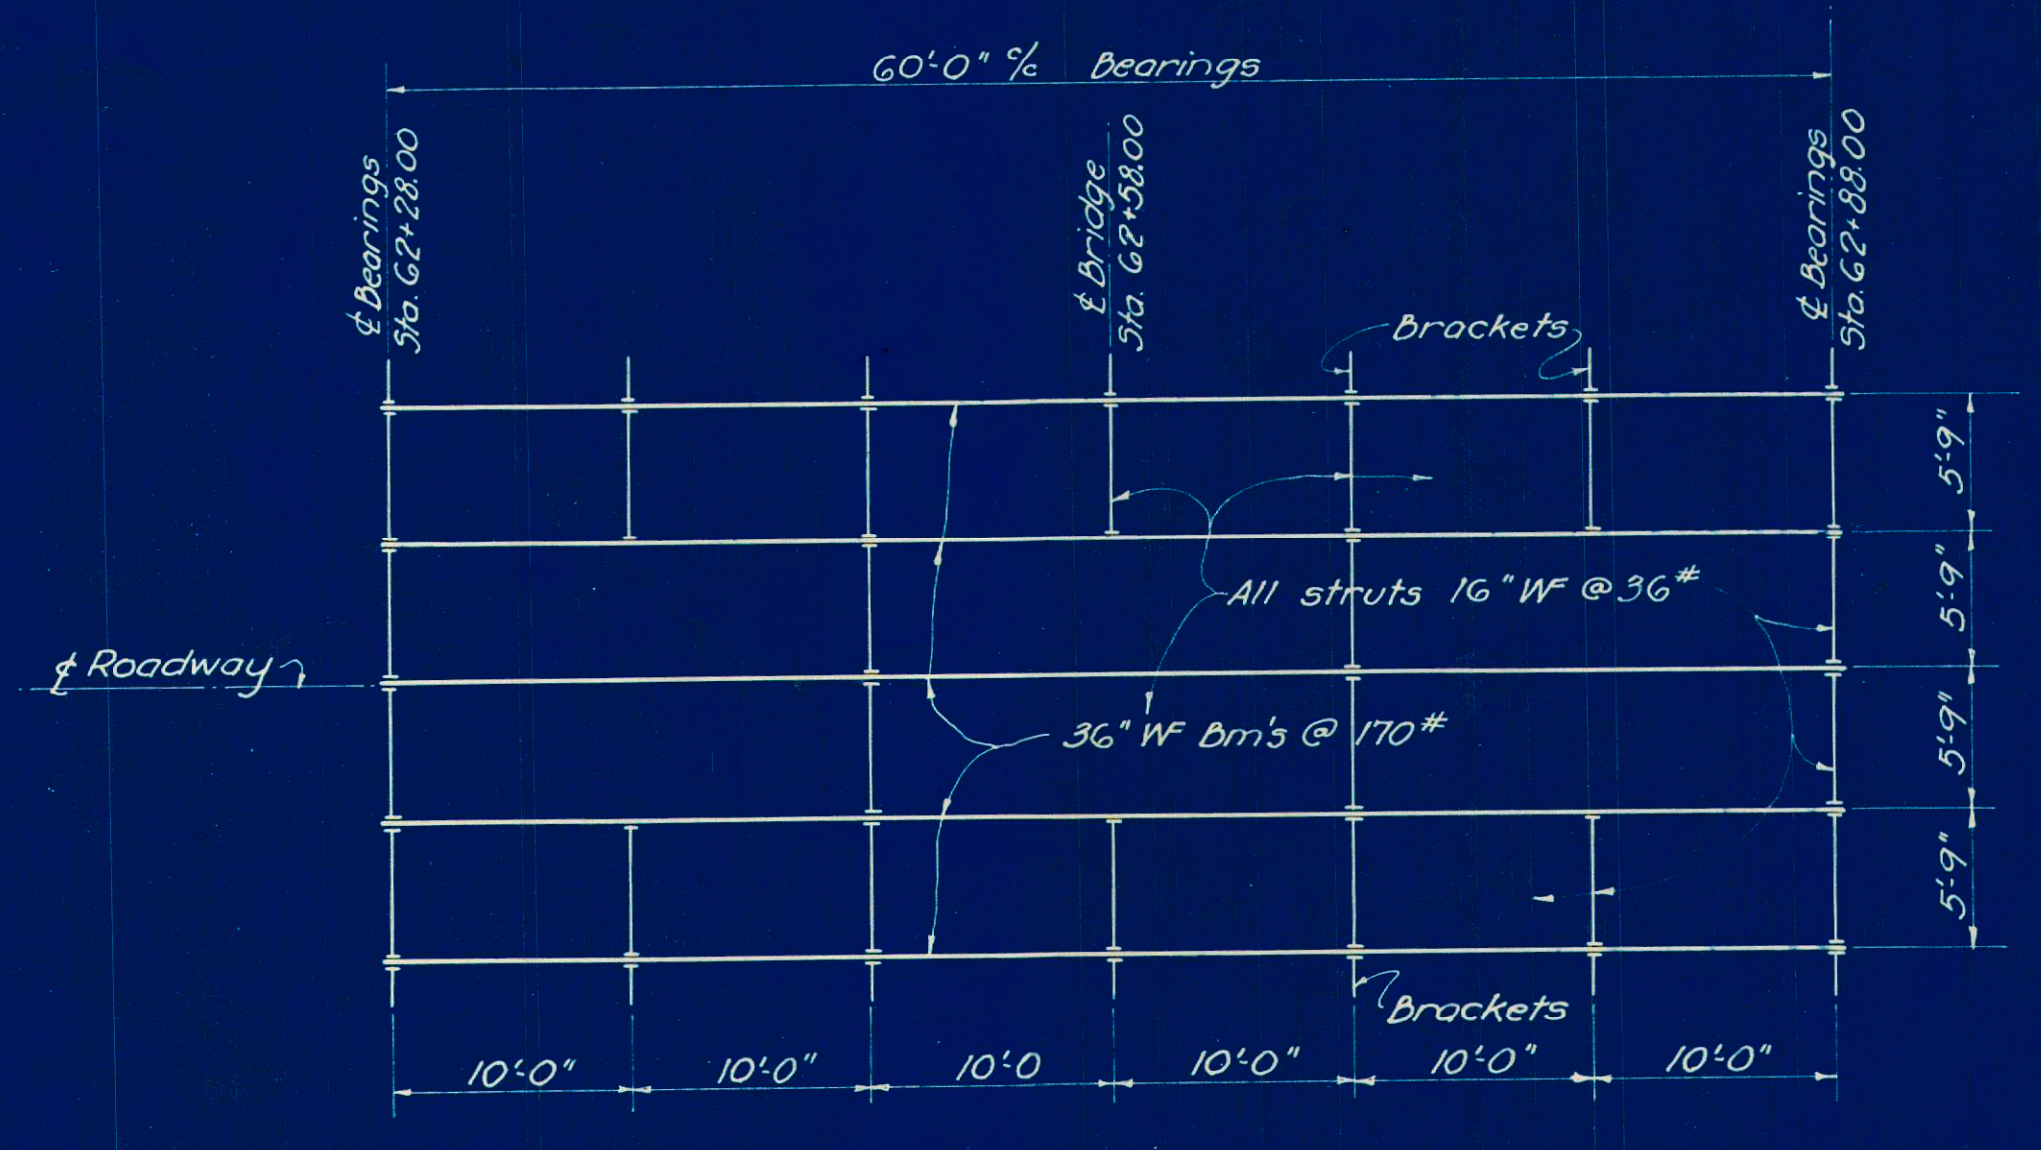 60'-0" c/c Bearings
℄ Bearings
Sta. 62+28.00
℄ Bridge
Sta. 62+58.00
℄ Bearings
Sta. 62+88.00
Brackets
5'-9"
5'-9"
5'-9"
5'-9"
All struts 16" WF @ 36#
℄ Roadway
36" WF Bm's @ 170#
Brackets
10'-0"
10'-0"
10'-0
10'-0"
10'-0"
10'-0"